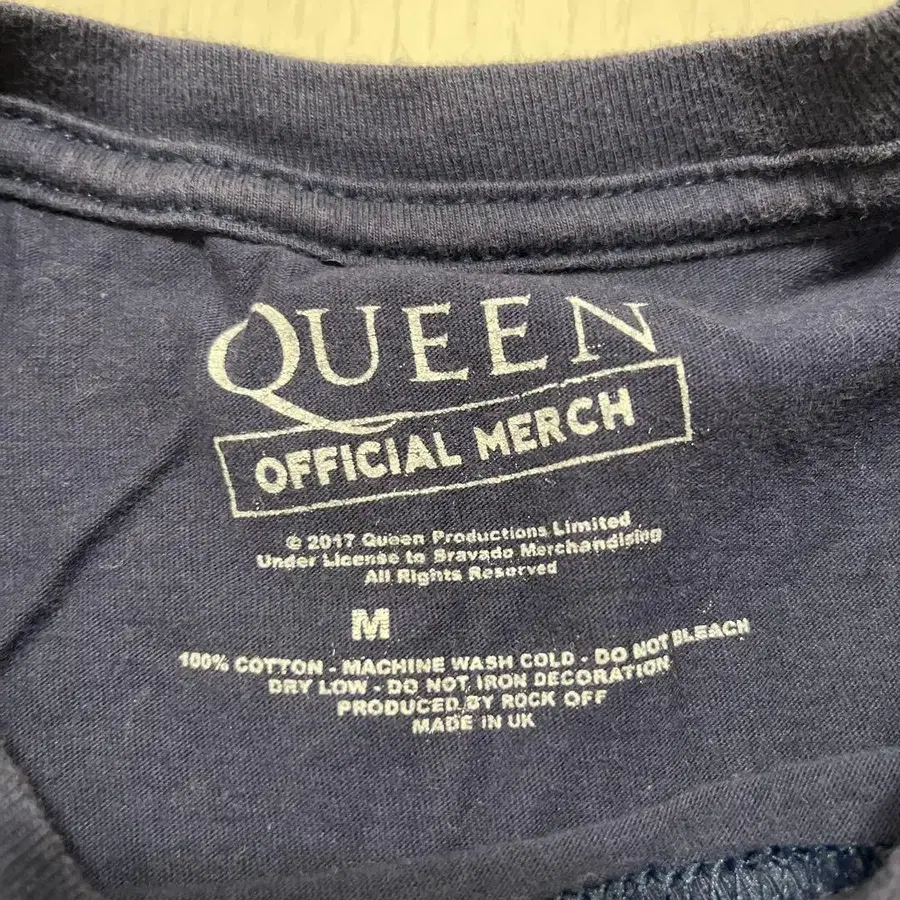 QUEEN
OFFICIAL MERCH
© 2017 Queen Productions Limited
Under License to Bravado Merchandising
All Rights Reserved
M
100% COTTON - MACHINE WASH COLD - DO NOT BLEACH
DRY LOW - DO NOT IRON DECORATION
PRODUCED BY ROCK OFF
MADE IN UK